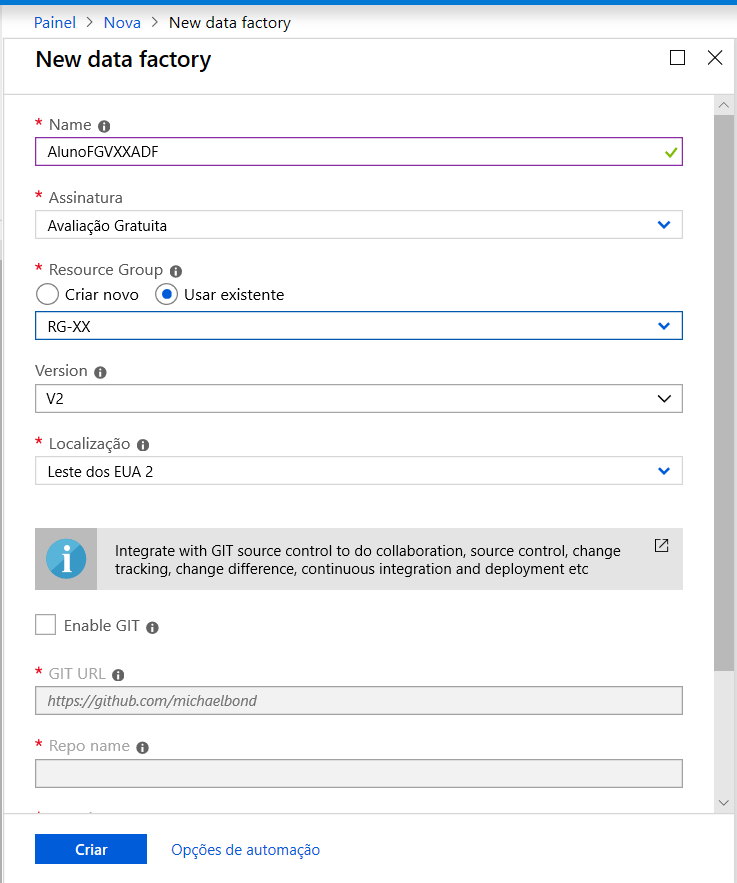 Painel > Nova > New data factory
New data factory
* Name
AlunoFGVXXADF
* Assinatura
Avaliação Gratuita
* Resource Group
Criar novo Usar existente
RG-XX
Version
V2
* Localização
Leste dos EUA 2
Integrate with GIT source control to do collaboration, source control, change
tracking, change difference, continuous integration and deployment etc
Enable GIT
* GIT URL
https://github.com/michaelbond
* Repo name
Criar Opções de automação